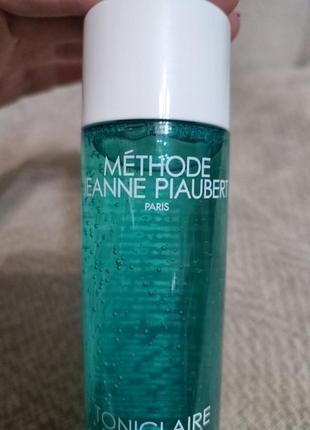 MÉTHODE
JEANNE PIAUBERT
PARIS
TONICLAIRE